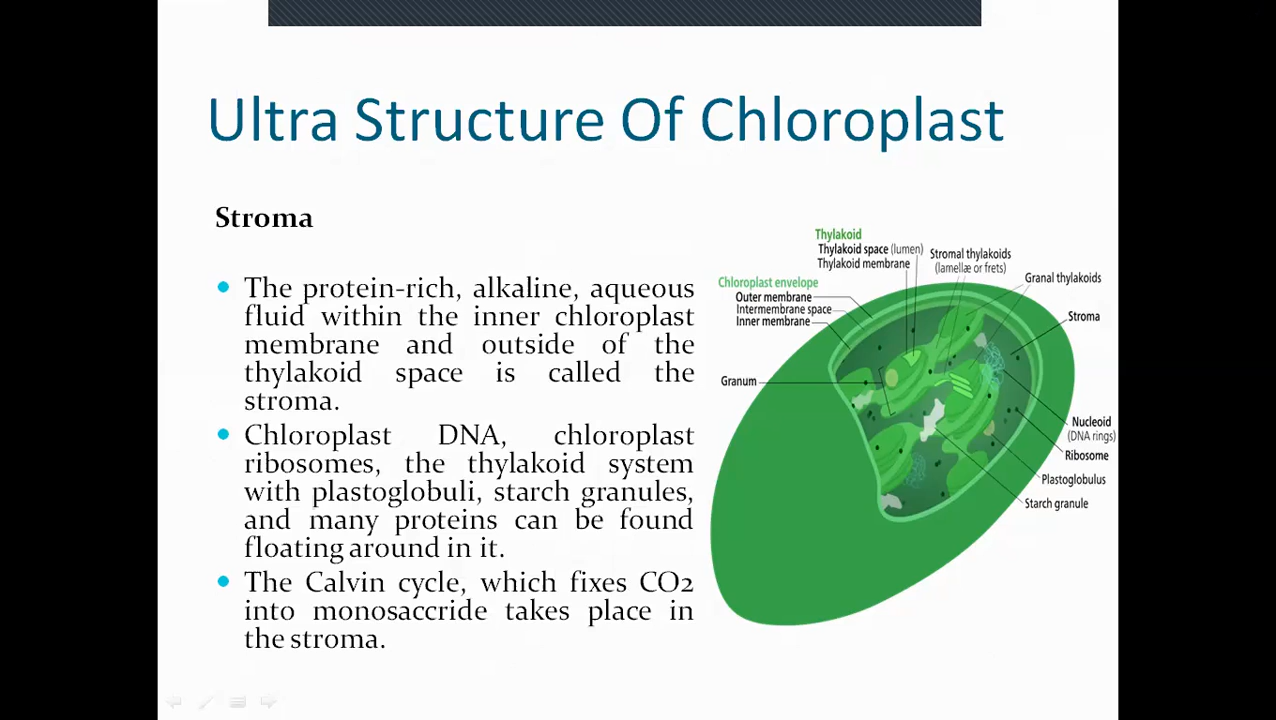 Ultra Structure Of Chloroplast
Stroma
The protein-rich, alkaline, aqueous
fluid within the inner chloroplast
membrane and outside of the
thylakoid space is called the
stroma.
Chloroplast DNA, chloroplast
ribosomes, the thylakoid system
with plastoglobuli, starch granules,
and many proteins can be found
floating around in it.
The Calvin cycle, which fixes CO2
into monosaccride takes place in
the stroma.
Thylakoid
Thylakoid space (lumen)
Thylakoid membrane
Stromal thylakoids
(lamellæ or frets)
Granal thylakoids
Chloroplast envelope
Outer membrane
Intermembrane space
Inner membrane
Stroma
Granum
Nucleoid
(DNA rings)
Ribosome
Plastoglobulus
Starch granule